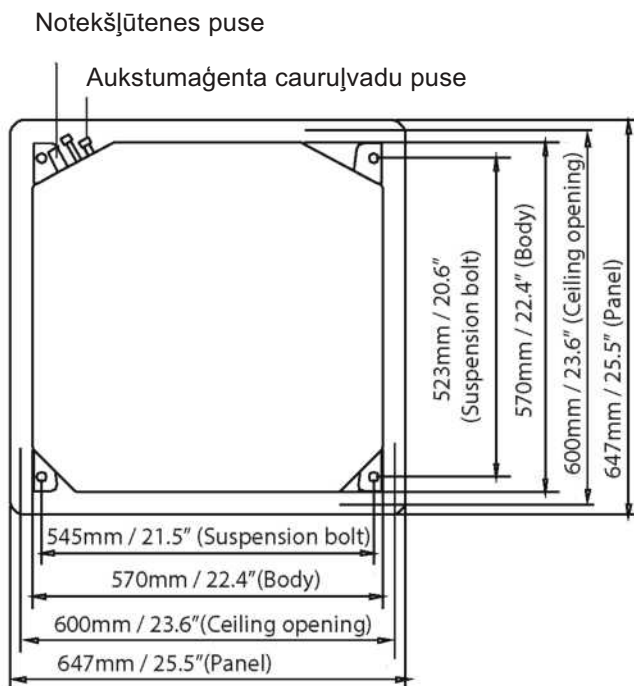 Notekšļūtenes puse
Aukstumaģenta cauruļvadu puse
523mm / 20.6"
(Suspension bolt)
570mm / 22.4" (Body)
600mm / 23.6" (Ceiling opening)
647mm / 25.5" (Panel)
545mm / 21.5" (Suspension bolt)
570mm / 22.4"(Body)
600mm / 23.6"(Ceiling opening)
647mm / 25.5"(Panel)